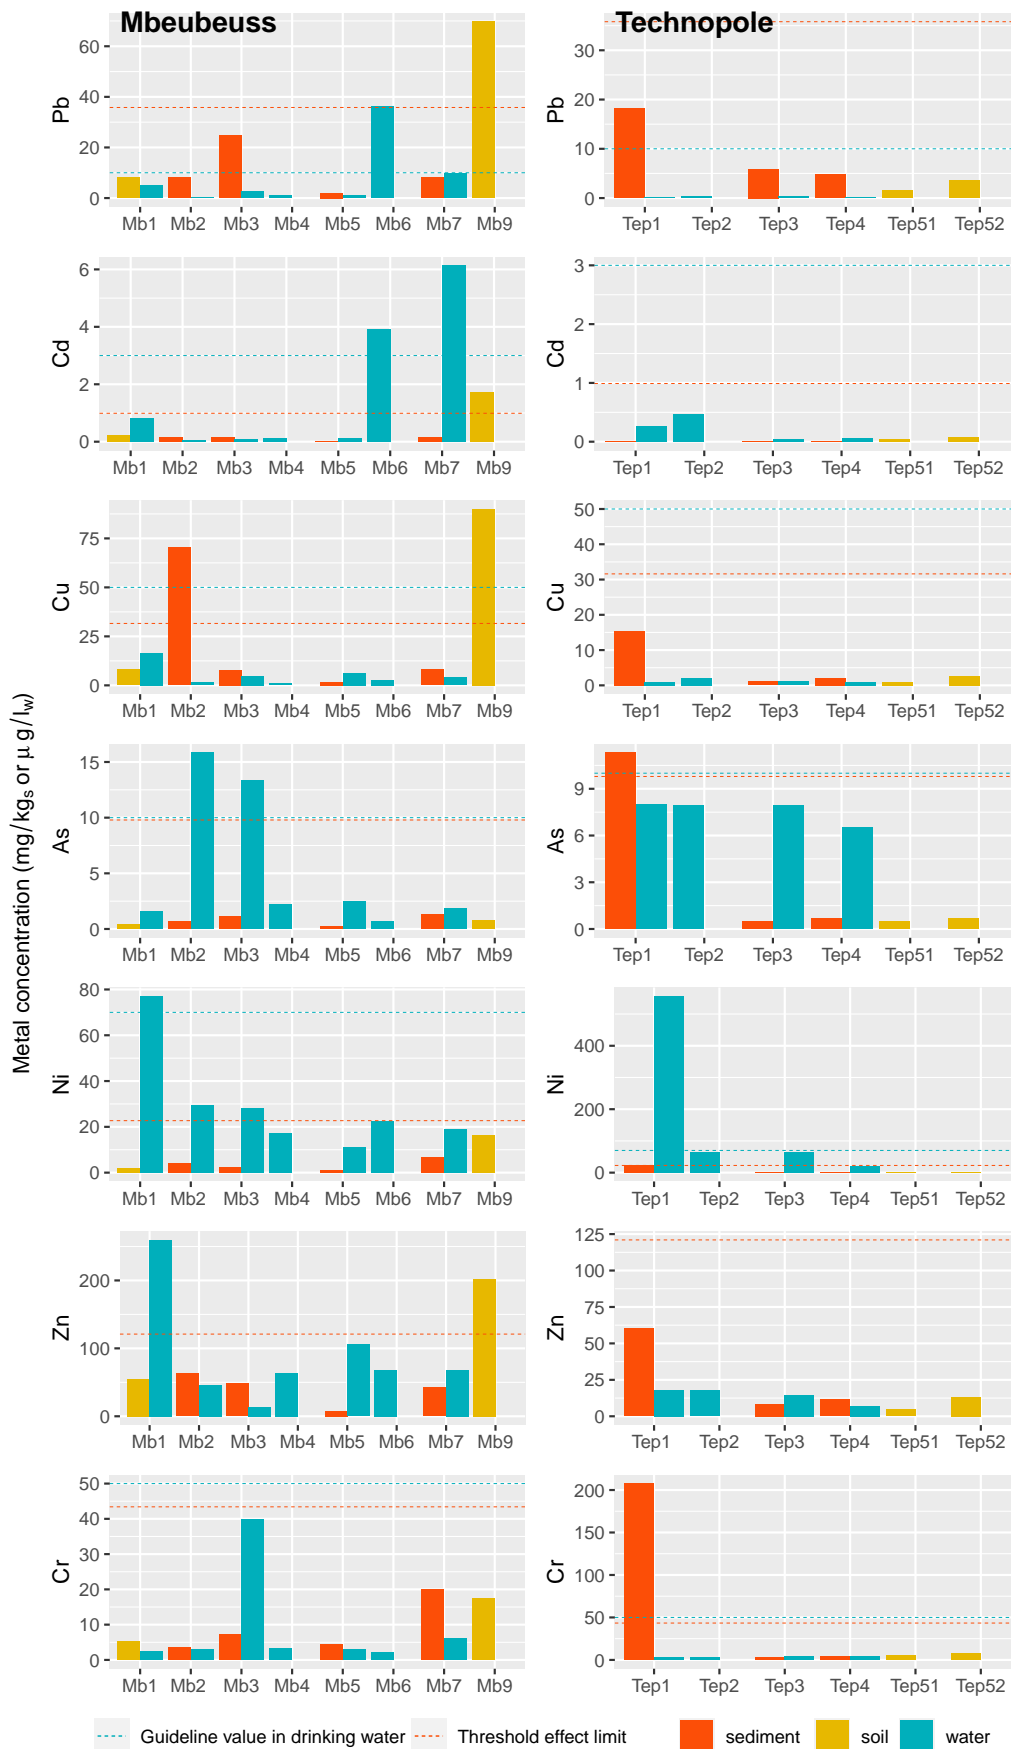 Mbeubeuss
Technopole
Metal concentration (mg/kgs or μ g/lw)
Pb
60
40
20
0
Mb1 Mb2 Mb3 Mb4 Mb5 Mb6 Mb7 Mb9
Pb
30
20
10
0
Tep1 Tep2 Tep3 Tep4 Tep51 Tep52
Cd
6
4
2
0
Mb1 Mb2 Mb3 Mb4 Mb5 Mb6 Mb7 Mb9
Cd
3
2
1
0
Tep1 Tep2 Tep3 Tep4 Tep51 Tep52
Cu
75
50
25
0
Mb1 Mb2 Mb3 Mb4 Mb5 Mb6 Mb7 Mb9
Cu
50
40
30
20
10
0
Tep1 Tep2 Tep3 Tep4 Tep51 Tep52
As
15
10
5
0
Mb1 Mb2 Mb3 Mb4 Mb5 Mb6 Mb7 Mb9
As
9
6
3
0
Tep1 Tep2 Tep3 Tep4 Tep51 Tep52
Ni
80
60
40
20
0
Mb1 Mb2 Mb3 Mb4 Mb5 Mb6 Mb7 Mb9
Ni
400
200
0
Tep1 Tep2 Tep3 Tep4 Tep51 Tep52
Zn
200
100
0
Mb1 Mb2 Mb3 Mb4 Mb5 Mb6 Mb7 Mb9
Zn
125
100
75
50
25
0
Tep1 Tep2 Tep3 Tep4 Tep51 Tep52
Cr
50
40
30
20
10
0
Mb1 Mb2 Mb3 Mb4 Mb5 Mb6 Mb7 Mb9
Cr
200
150
100
50
0
Tep1 Tep2 Tep3 Tep4 Tep51 Tep52
Guideline value in drinking water Threshold effect limit sediment soil water